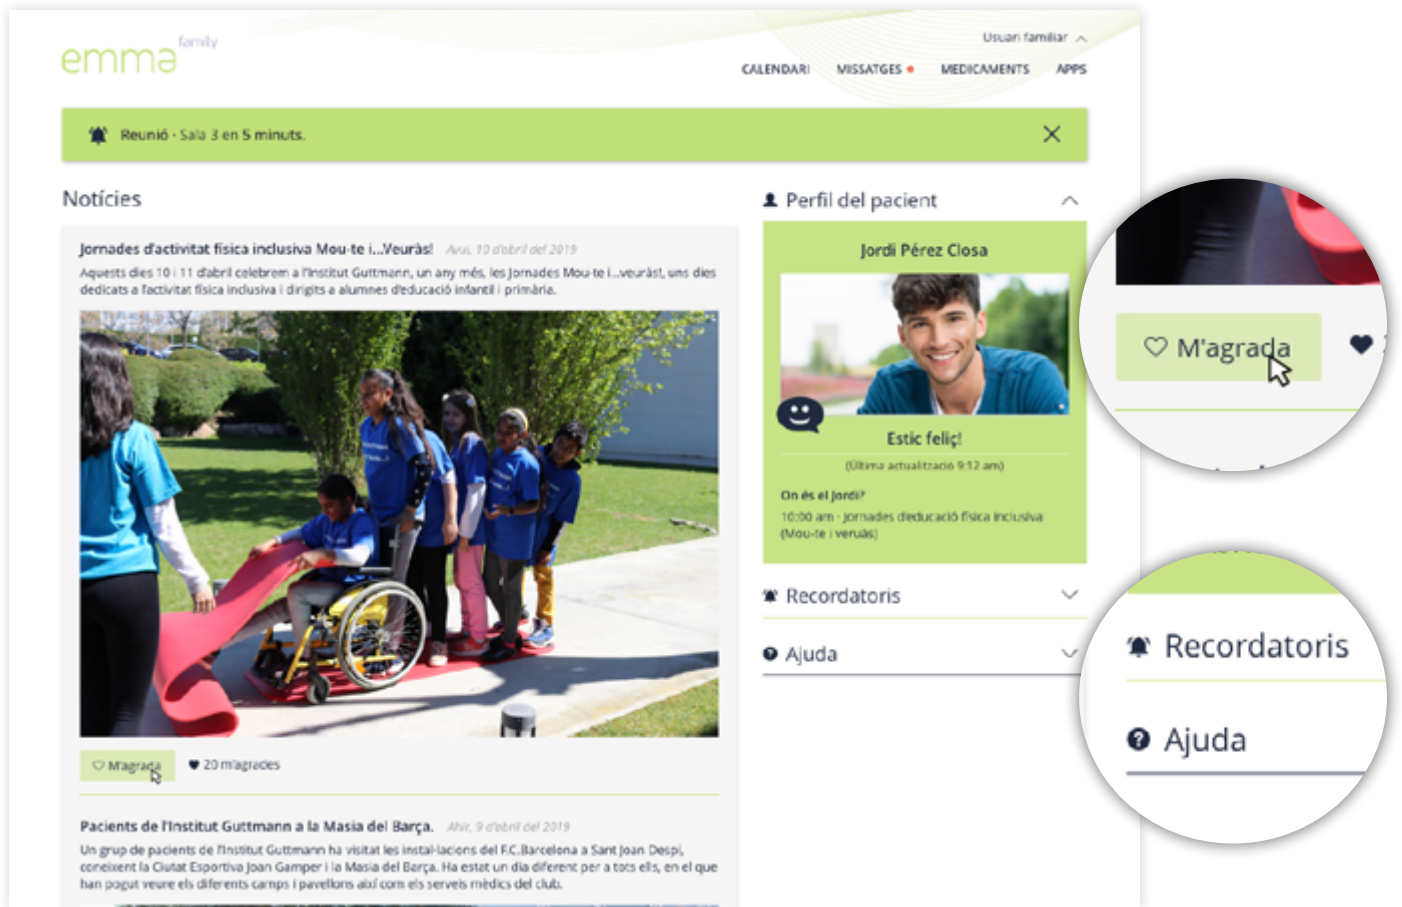 emma family
Usuari familiar
CALENDARI MISSATGES MEDICAMENTS APPS
Reunió · Sala 3 en 5 minuts.
Notícies
Jornades d'activitat física inclusiva Mou-te i...Veuràs! Avui, 10 d'abril del 2019
Aquests dies 10 i 11 d'abril celebrem a l'Institut Guttmann, un any més, les Jornades Mou-te i...veuràs!, uns dies
dedicats a l'activitat física inclusiva i dirigits a alumnes d'educació infantil i primària.
M'agrada 20 m'agrades
Pacients de l'Institut Guttmann a la Masia del Barça. Ahir, 9 d'abril del 2019
Un grup de pacients de l'Institut Guttmann ha visitat les instal·lacions del F.C.Barcelona a Sant Joan Despí,
coneixent la Ciutat Esportiva Joan Gamper i la Masia del Barça. Ha estat un dia diferent per a tots ells, en el que
han pogut veure els diferents camps i pavellons així com els serveis mèdics del club.
Perfil del pacient
Jordi Pérez Closa
Estic feliç!
(Última actualització 9:12 am)
On és el Jordi?
10:00 am · Jornades d'educació física inclusiva
(Mou-te i veruàs)
Recordatoris
Ajuda
M'agrada
Recordatoris
Ajuda